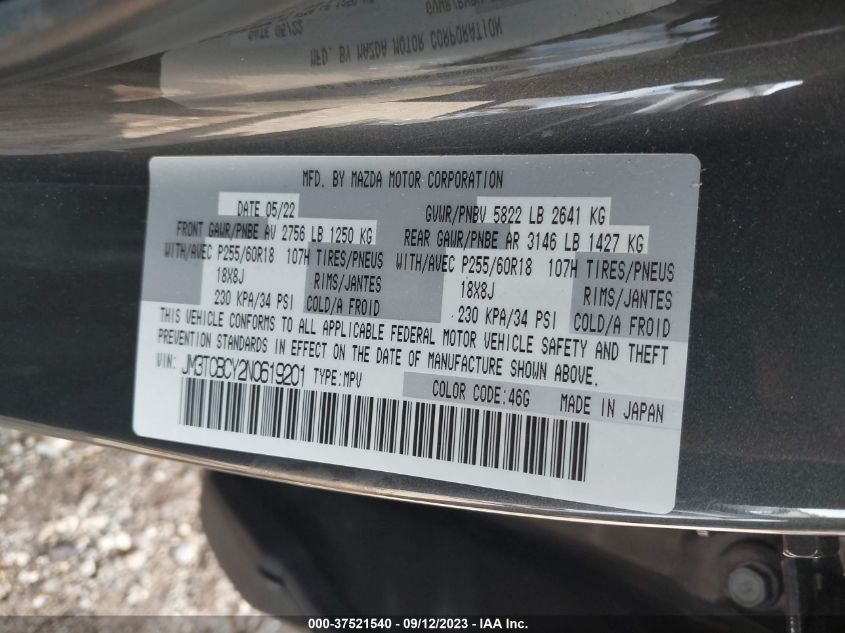 MFD. BY MAZDA MOTOR CORPORATION
DATE 05/22 GVWR/PNBV 5822 LB 2641 KG
FRONT GAWR/PNBE AV 2756 LB 1250 KG REAR GAWR/PNBE AR 3146 LB 1427 KG
WITH/AVEC P255/60R18 107H TIRES/PNEUS WITH/AVEC P255/60R18 107H TIRES/PNEUS
18X8J RIMS/JANTES 18X8J RIMS/JANTES
230 KPA/34 PSI COLD/A FROID 230 KPA/34 PSI COLD/A FROID
THIS VEHICLE CONFORMS TO ALL APPLICABLE FEDERAL MOTOR VEHICLE SAFETY AND THEFT
PREVENTION STANDARDS IN EFFECT ON THE DATE OF MANUFACTURE SHOWN ABOVE.
VIN: JM3TCBCY2N0619201 TYPE:MPV
COLOR CODE:46G MADE IN JAPAN
000-37521540 - 09/12/2023 - IAA Inc.